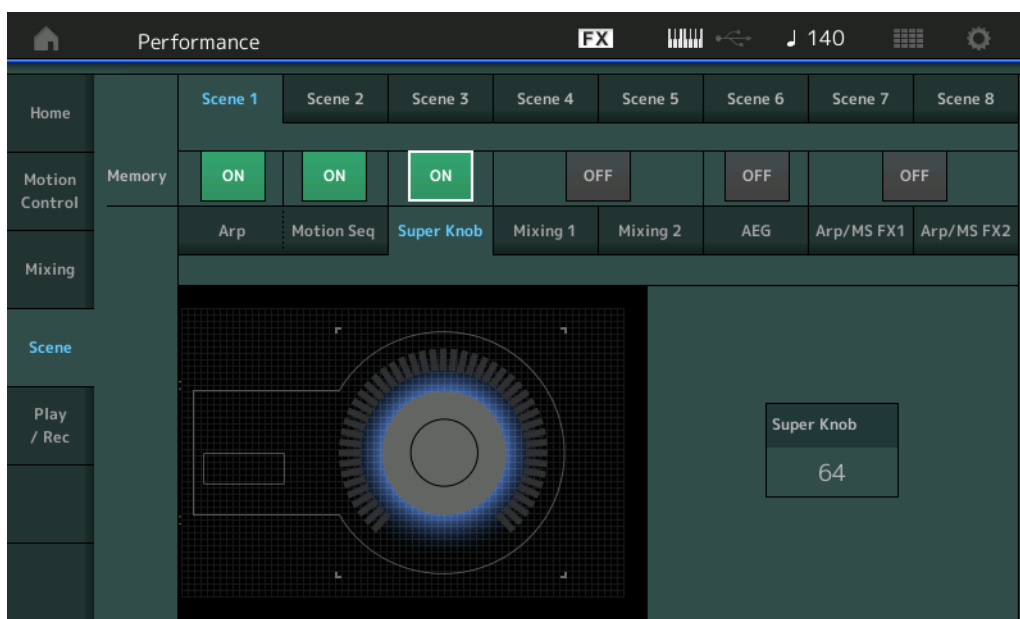 Performance FX 140
Home
Motion
Control
Mixing
Scene
Play
/ Rec
Scene 1 Scene 2 Scene 3 Scene 4 Scene 5 Scene 6 Scene 7 Scene 8
Memory ON ON ON OFF OFF OFF
Arp Motion Seq Super Knob Mixing 1 Mixing 2 AEG Arp/MS FX1 Arp/MS FX2
Super Knob
64